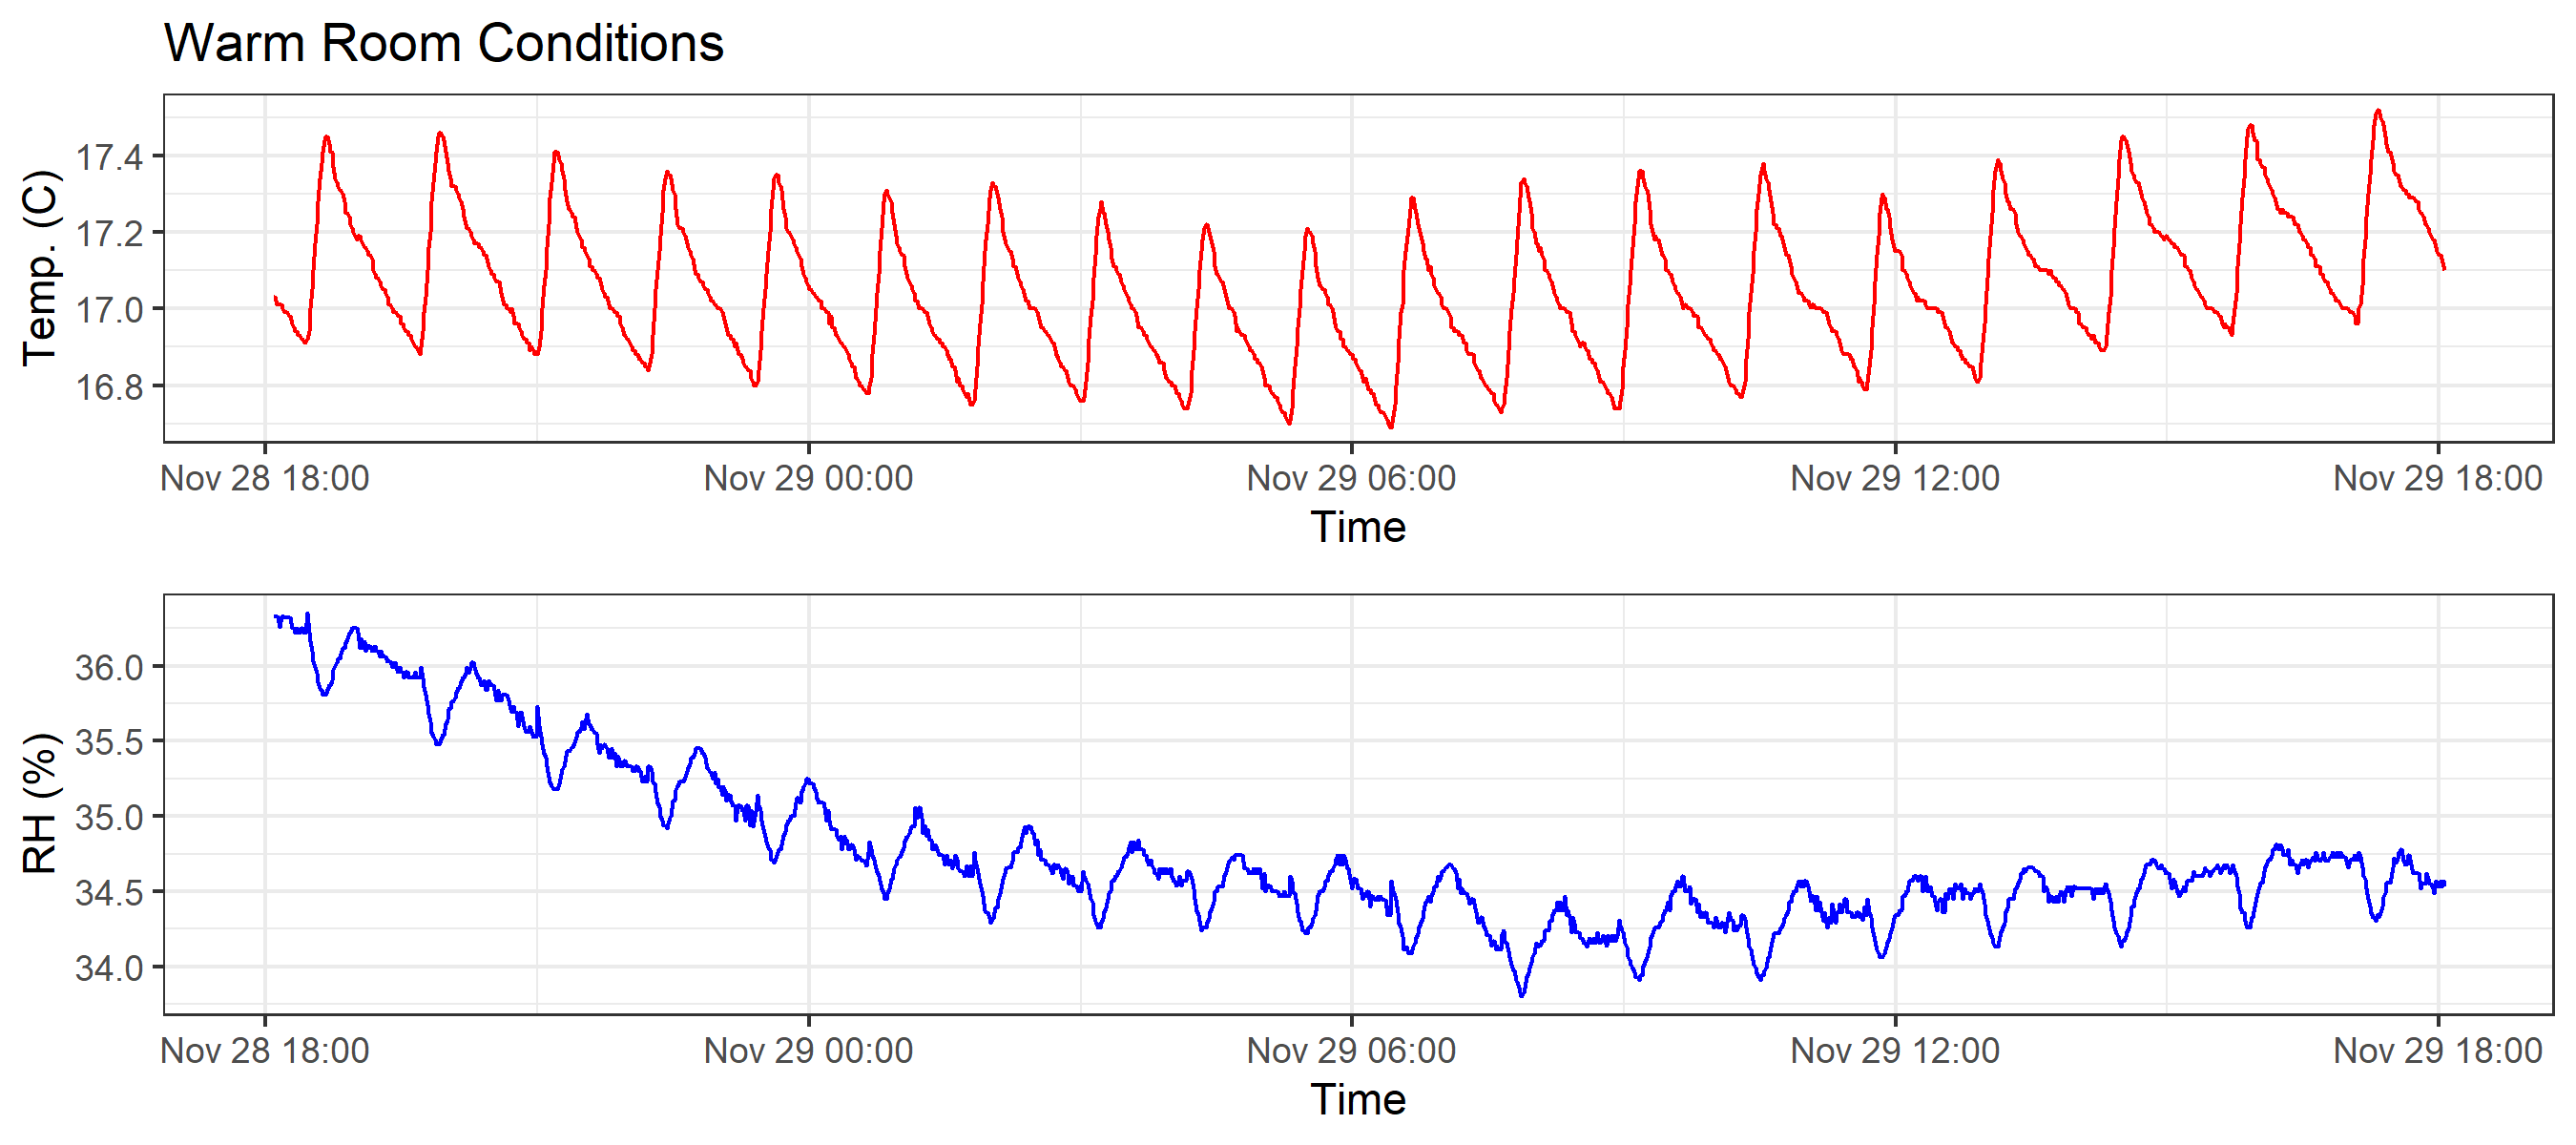 Warm Room Conditions
Temp. (C)
17.4
17.2
17.0
16.8
Nov 28 18:00 Nov 29 00:00 Nov 29 06:00 Nov 29 12:00 Nov 29 18:00
Time
RH (%)
36.0
35.5
35.0
34.5
34.0
Nov 28 18:00 Nov 29 00:00 Nov 29 06:00 Nov 29 12:00 Nov 29 18:00
Time